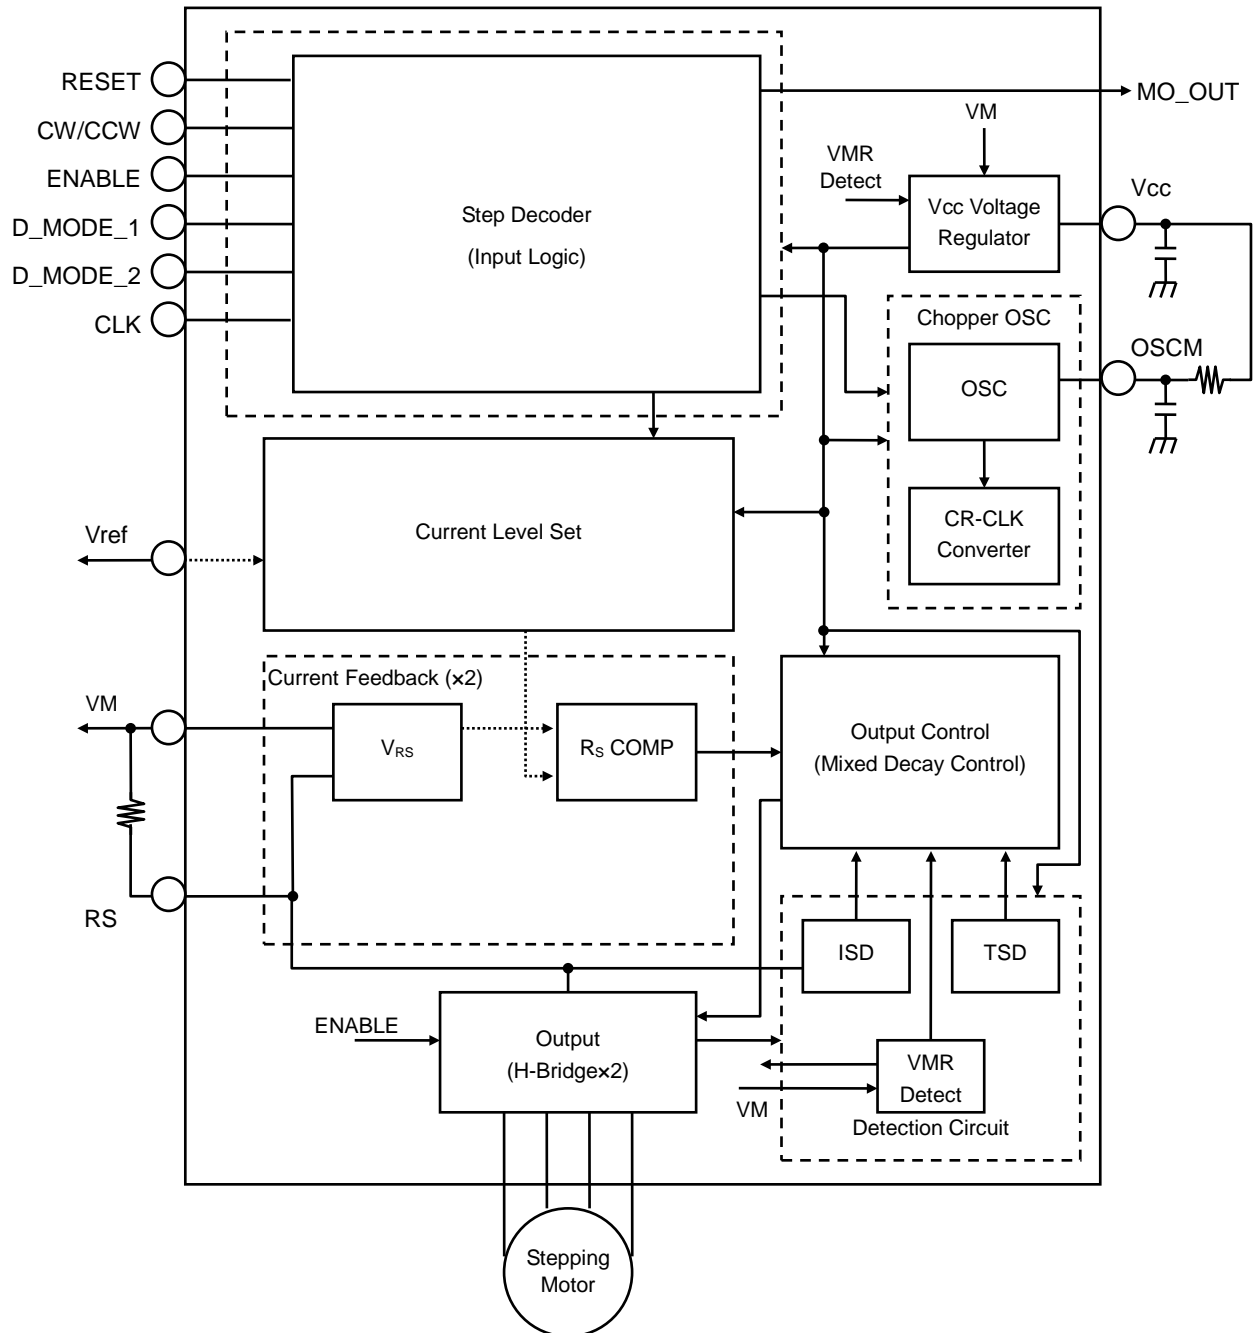 RESET
CW/CCW
ENABLE
D_MODE_1
D_MODE_2
CLK
Step Decoder
(Input Logic)
MO_OUT
VM
VMR
Detect
Vcc Voltage
Regulator
Vcc
Chopper OSC
OSC
OSCM
CR-CLK
Converter
Vref
Current Level Set
Current Feedback (×2)
VM
VRS
RS COMP
Output Control
(Mixed Decay Control)
RS
ISD
TSD
ENABLE
Output
(H-Bridge×2)
VMR
Detect
VM
Detection Circuit
Stepping
Motor